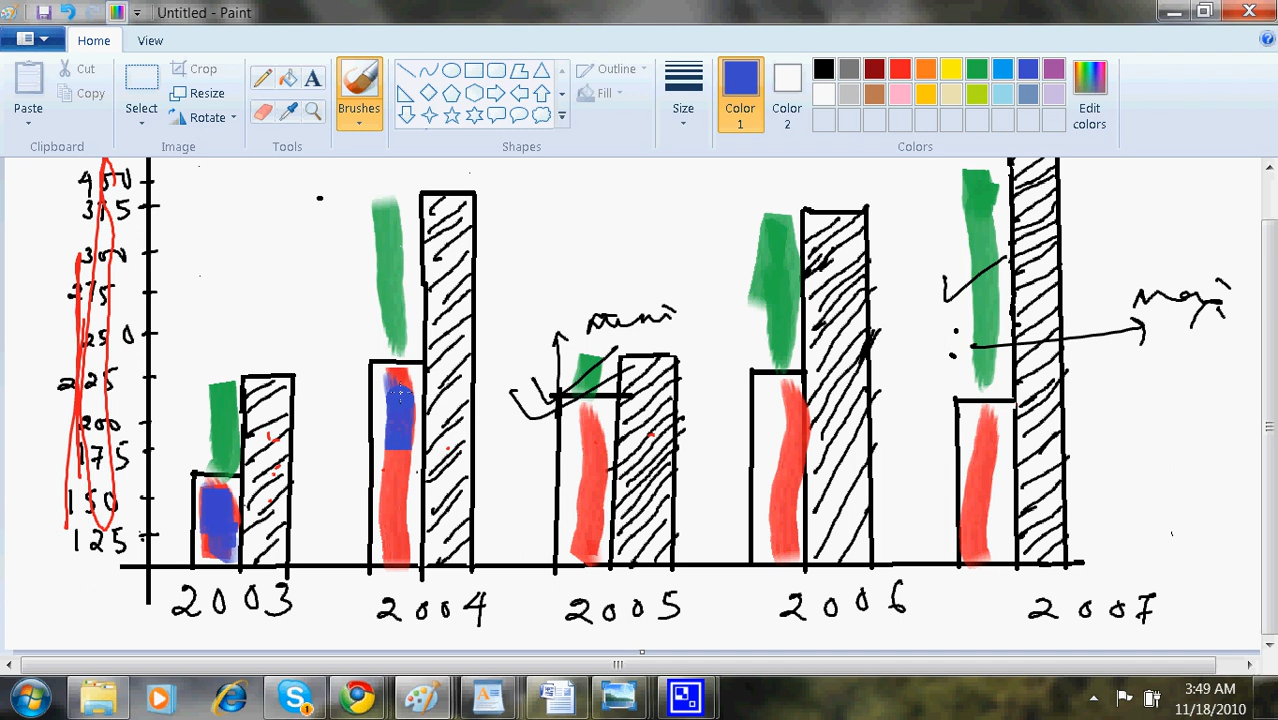 Untitled - Paint
Home View
Cut
Copy
Paste
Clipboard
Crop
Resize
Rotate
Select
Image
Tools
Brushes
Outline
Fill
Shapes
Size
Color 1
Color 2
Edit colors
Colors
400
375
300
275
250
225
200
175
150
125
2003 2004 2005 2006 2007
3:49 AM
11/18/2010